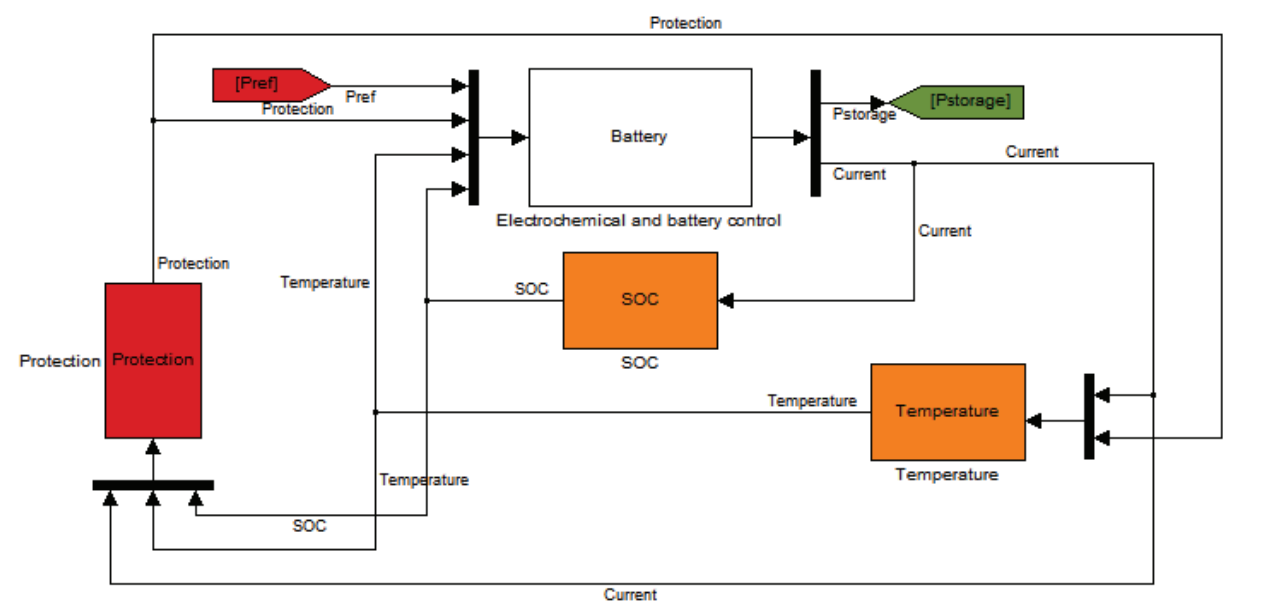 Protection
[Pref]
Pref
Protection
Battery
[Pstorage]
Pstorage
Current
Current
Electrochemical and battery control
Current
Protection
Temperature
SOC
SOC
SOC
Protection
Protection
Temperature
Temperature
Temperature
Temperature
SOC
Current